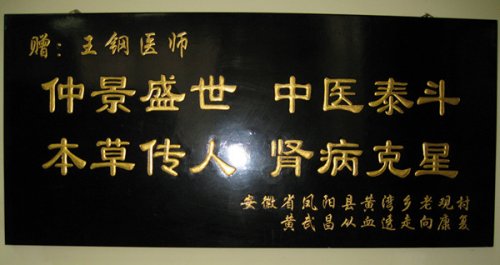 赠：王钢医师
仲景盛世 中医泰斗
本草传人 肾病克星
安徽省凤阳县黄湾乡老观村
黄武昌从血透走向康复